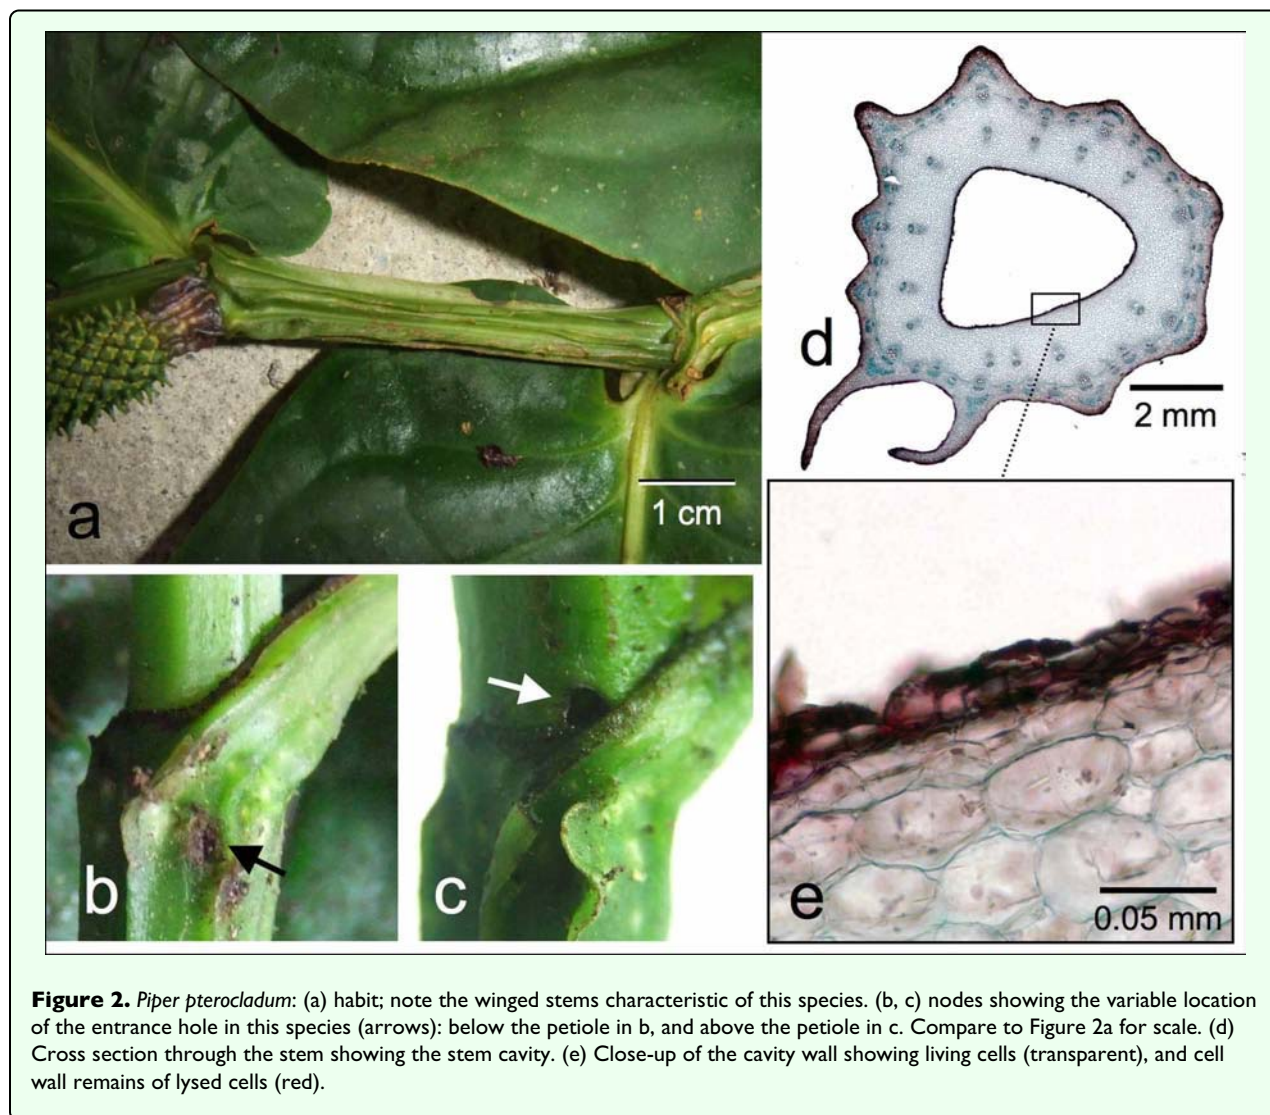 a
1 cm
d
2 mm
b
c
e
0.05 mm
Figure 2. Piper pterocladum: (a) habit; note the winged stems characteristic of this species. (b, c) nodes showing the variable location
of the entrance hole in this species (arrows): below the petiole in b, and above the petiole in c. Compare to Figure 2a for scale. (d)
Cross section through the stem showing the stem cavity. (e) Close-up of the cavity wall showing living cells (transparent), and cell
wall remains of lysed cells (red).